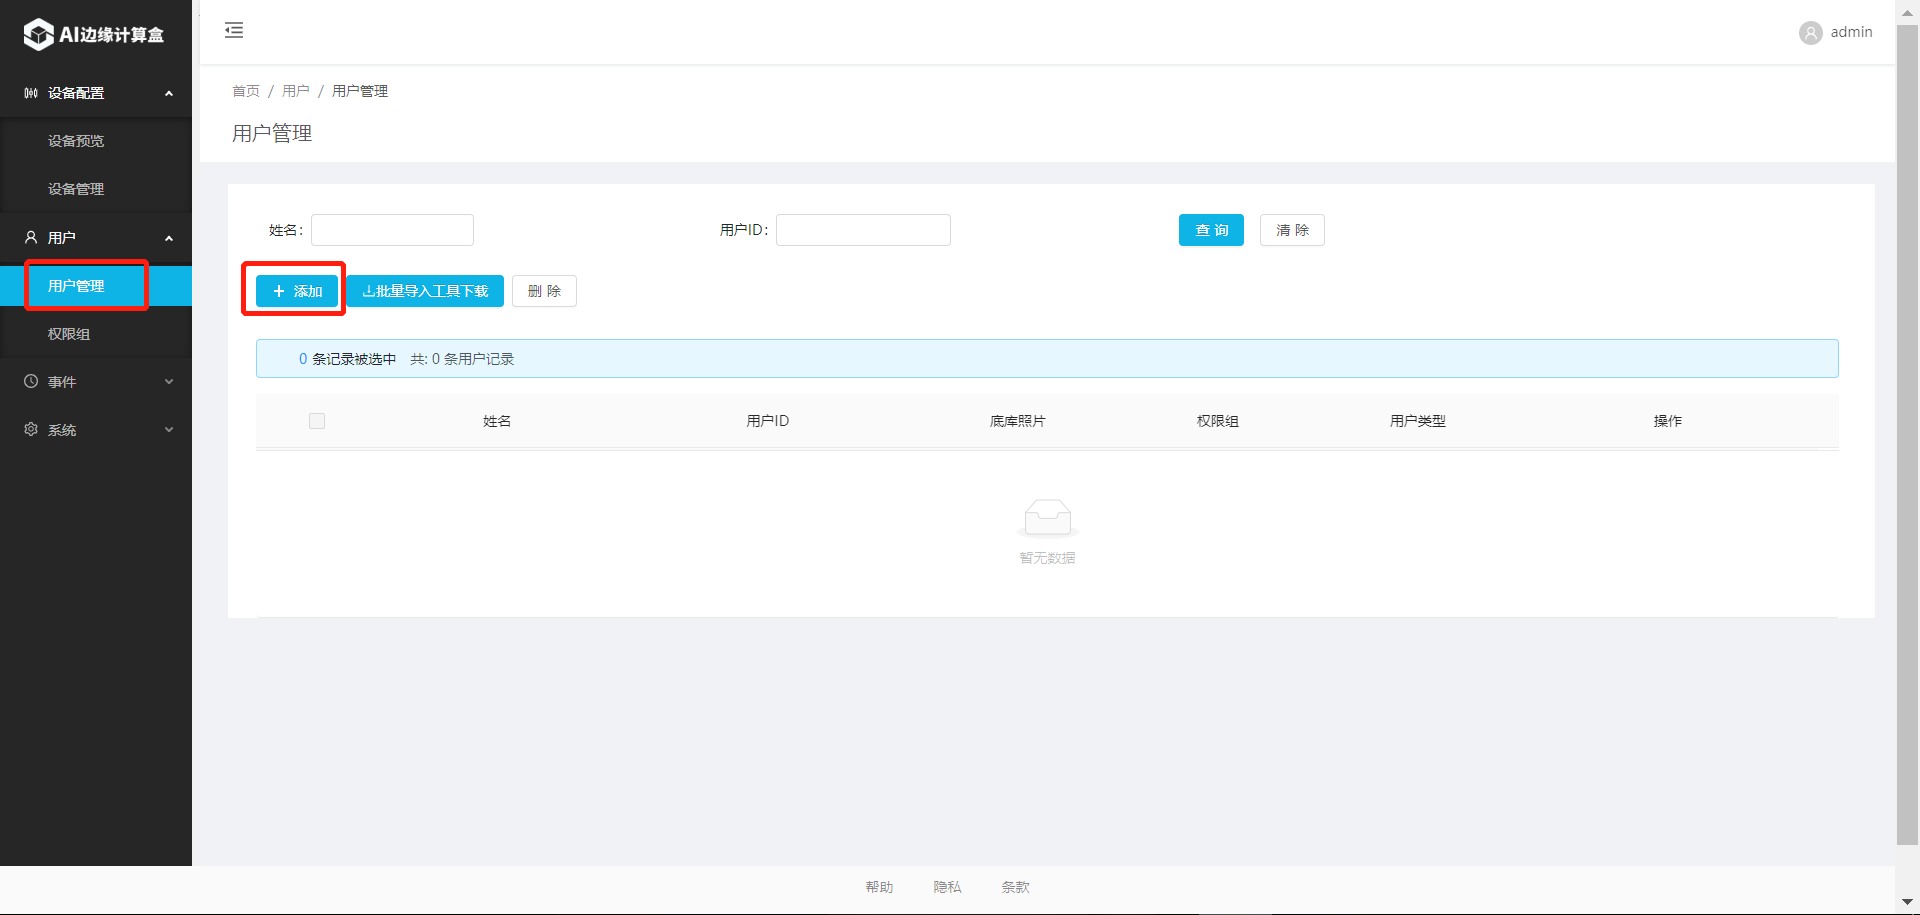 AI边缘计算盒
admin
设备配置
设备预览
设备管理
用户
用户管理
权限组
事件
系统
首页 / 用户 / 用户管理
用户管理
姓名: 用户ID: 查 询 清 除
添加 批量导入工具下载 删 除
0 条记录被选中 共: 0 条用户记录
姓名 用户ID 底库照片 权限组 用户类型 操作
暂无数据
帮助 隐私 条款